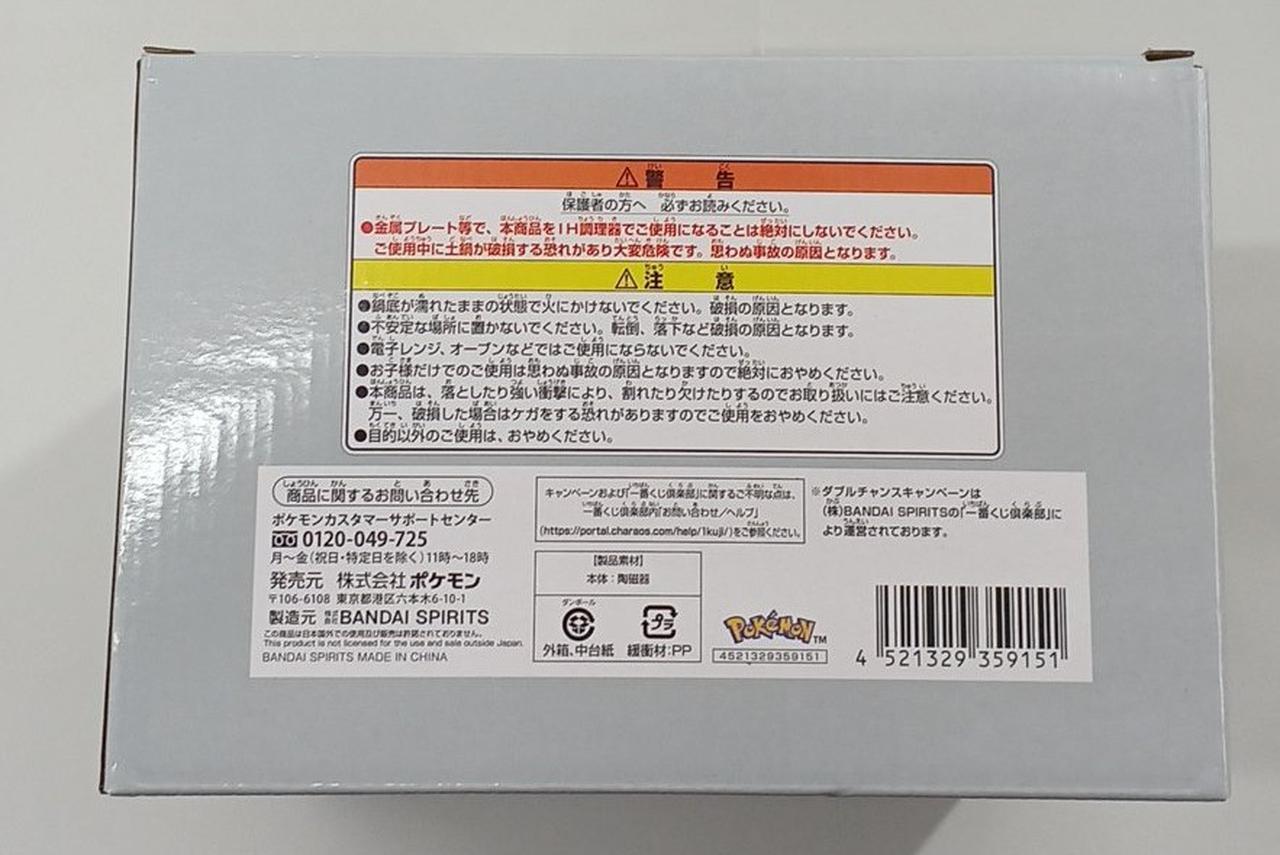 ⚠警告
保護者の方へ 必ずお読みください。
●金属プレート等で、本商品をIH調理器でご使用になることは絶対にしないでください。
ご使用中に土鍋が破損する恐れがあり大変危険です。思わぬ事故の原因となります。
⚠注意
●鍋底が濡れたままの状態で火にかけないでください。破損の原因となります。
●不安定な場所に置かないでください。転倒、落下など破損の原因となります。
●電子レンジ、オーブンなどではご使用にならないでください。
●お子様だけでのご使用は思わぬ事故の原因となりますので絶対におやめください。
●本商品は、落としたり強い衝撃により、割れたり欠けたりするのでお取り扱いにはご注意ください。
万一、破損した場合はケガをする恐れがありますのでご使用をおやめください。
●目的以外のご使用は、おやめください。
商品に関するお問い合わせ先
ポケモンカスタマーサポートセンター
0120-049-725
月～金(祝日・特定日を除く)11時～18時
発売元 株式会社ポケモン
〒106-6108 東京都港区六本木6-10-1
製造元 株式会社BANDAI SPIRITS
この商品は日本国外での使用及び販売は許諾されておりません。
This product is not licensed for the use and sale outside Japan.
BANDAI SPIRITS MADE IN CHINA
キャンペーンおよび「一番くじ倶楽部」に関するご不明な点は、
一番くじ倶楽部内「お問い合わせ/ヘルプ」
(https://portal.charaos.com/help/1kuji/)をご参照ください。
【製品素材】
本体：陶磁器
ダンボール
外箱、中台紙
プラ
緩衝材：PP
※ダブルチャンスキャンペーンは
(株)BANDAI SPIRITSの「一番くじ倶楽部」に
より運営されております。
POKéMON TM
4521329359151
4 521329 359151